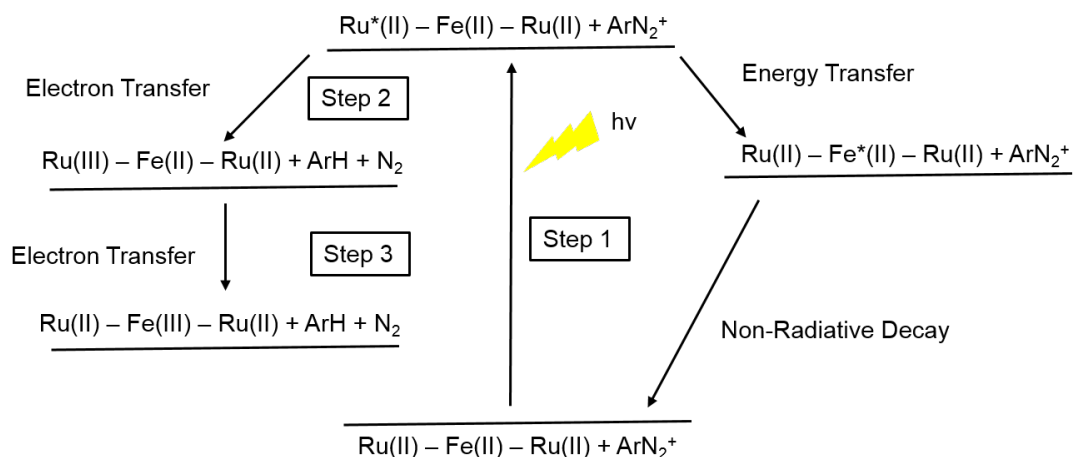 Ru*(II) – Fe(II) – Ru(II) + ArN₂⁺
Electron Transfer
Step 2
Energy Transfer
hv
Ru(III) – Fe(II) – Ru(II) + ArH + N₂
Ru(II) – Fe*(II) – Ru(II) + ArN₂⁺
Step 1
Electron Transfer
Step 3
Ru(II) – Fe(III) – Ru(II) + ArH + N₂
Non-Radiative Decay
Ru(II) – Fe(II) – Ru(II) + ArN₂⁺